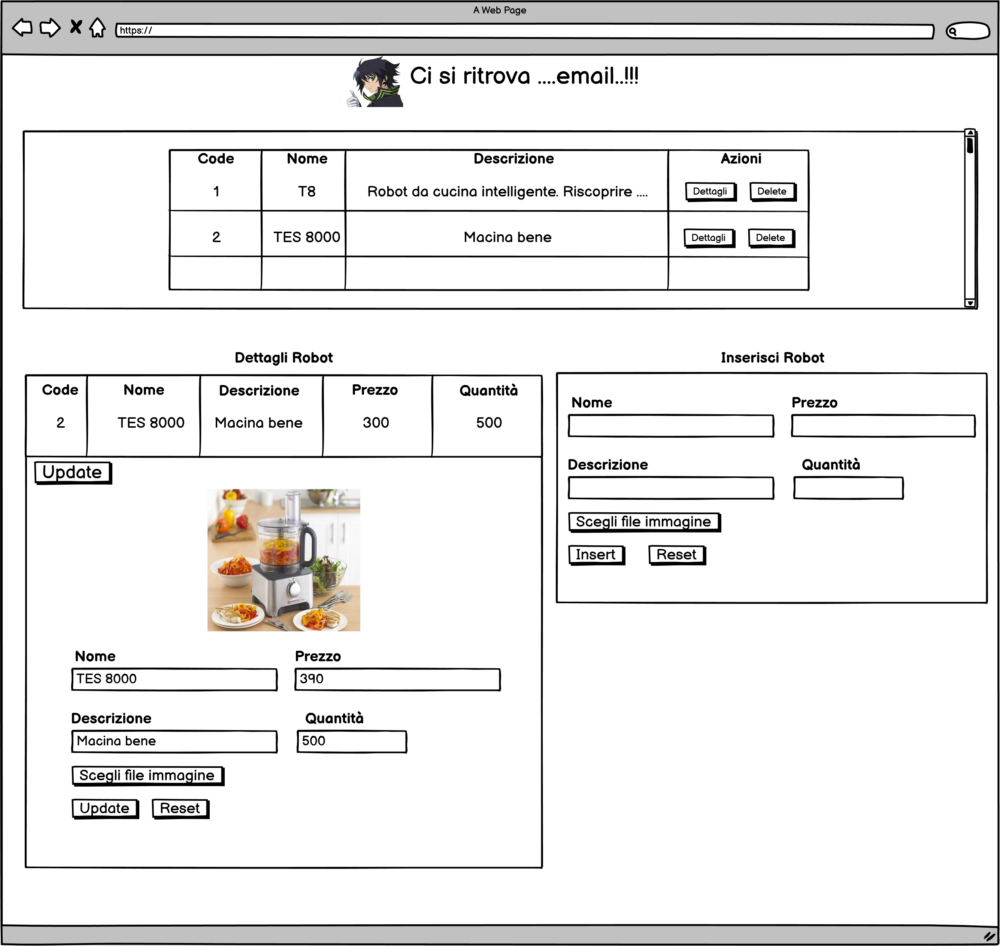 A Web Page
https://
Ci si ritrova ....email..!!!
Code Nome Descrizione Azioni
1 T8 Robot da cucina intelligente. Riscoprire .... Dettagli Delete
2 TES 8000 Macina bene Dettagli Delete
Dettagli Robot
Code Nome Descrizione Prezzo Quantità
2 TES 8000 Macina bene 300 500
Update
Nome Prezzo
TES 8000 390
Descrizione Quantità
Macina bene 500
Scegli file immagine
Update Reset
Inserisci Robot
Nome Prezzo
Descrizione Quantità
Scegli file immagine
Insert Reset